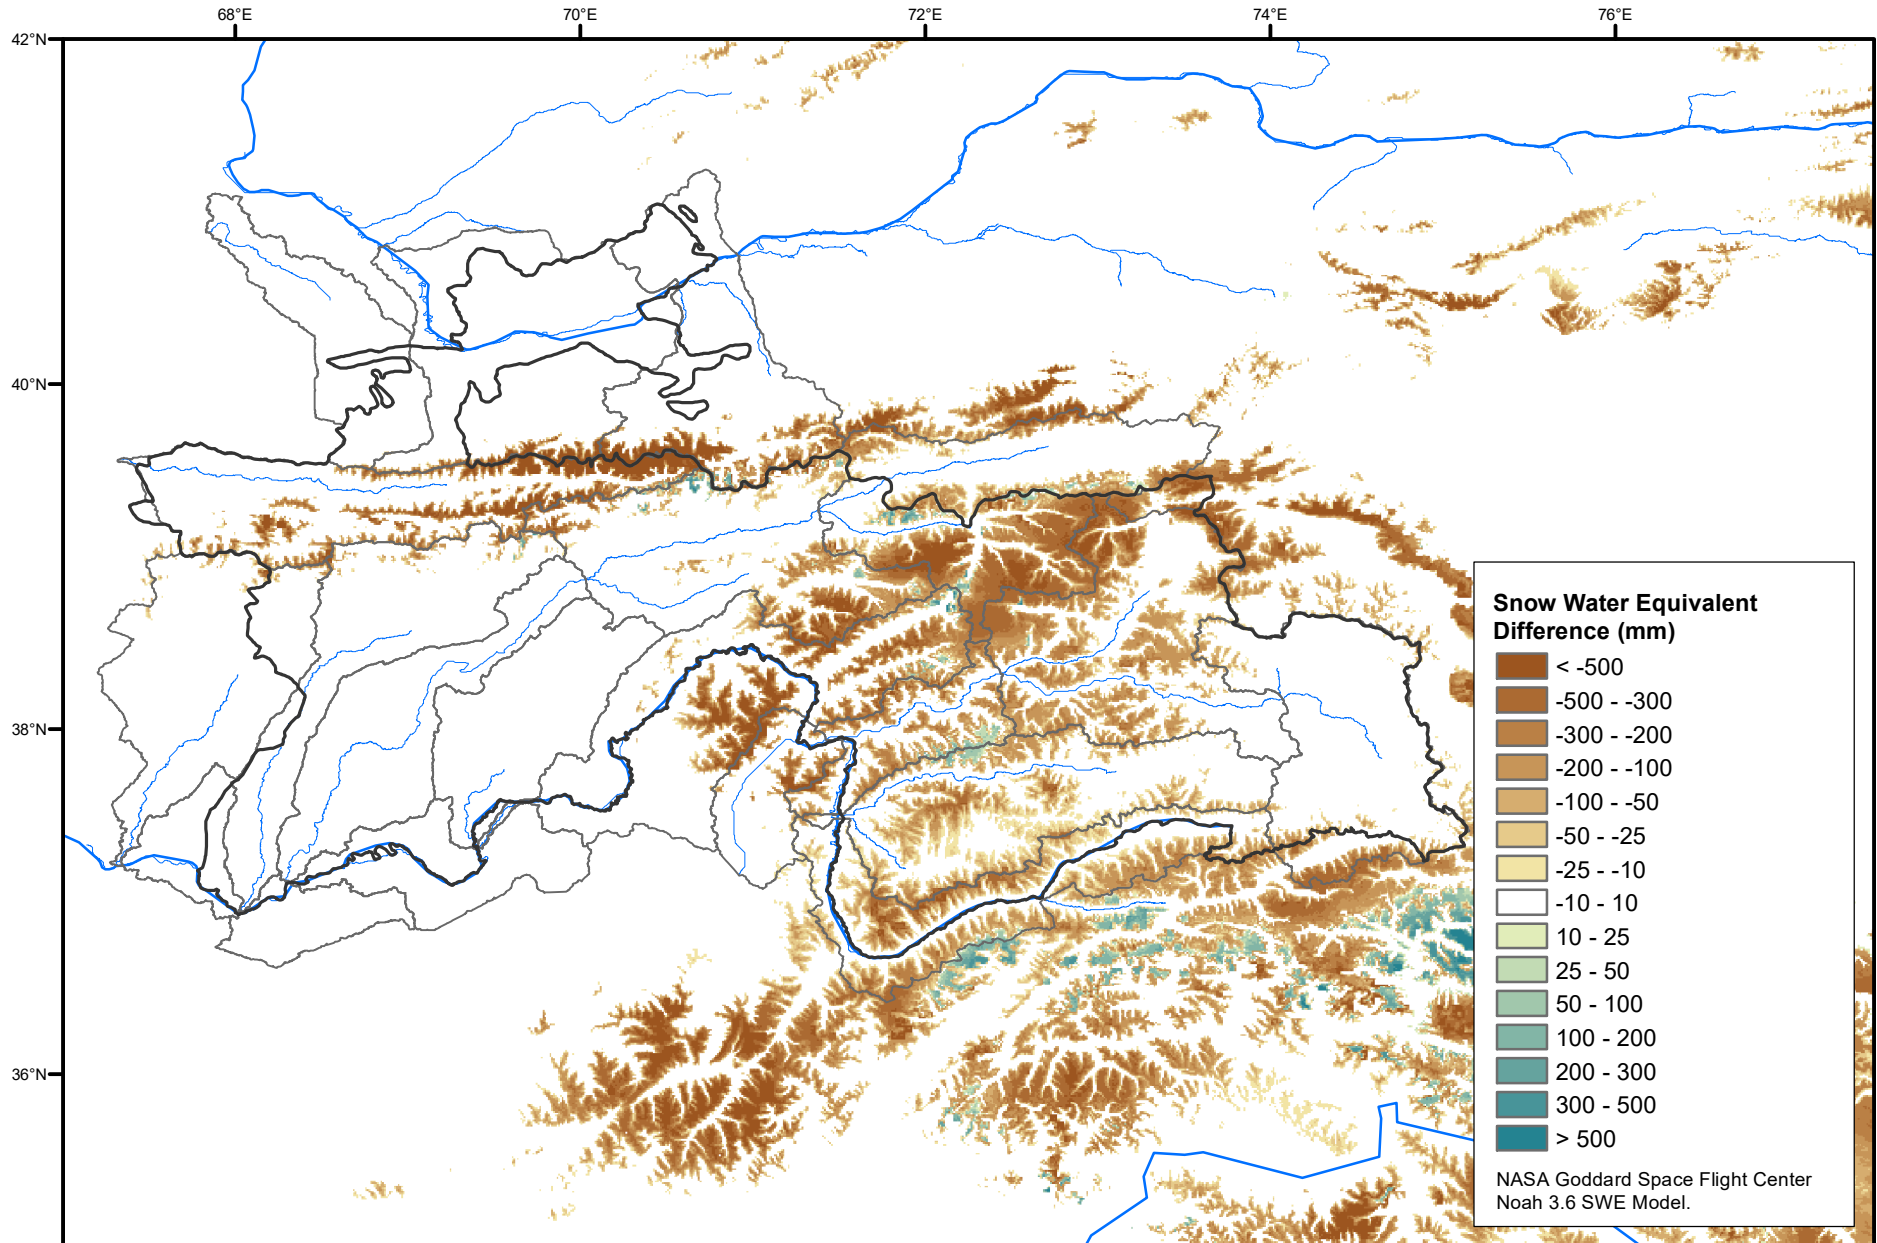 68°E 70°E 72°E 74°E 76°E
42°N
40°N
38°N
36°N
Snow Water Equivalent
Difference (mm)
< -500
-500 - -300
-300 - -200
-200 - -100
-100 - -50
-50 - -25
-25 - -10
-10 - 10
10 - 25
25 - 50
50 - 100
100 - 200
200 - 300
300 - 500
> 500
NASA Goddard Space Flight Center
Noah 3.6 SWE Model.